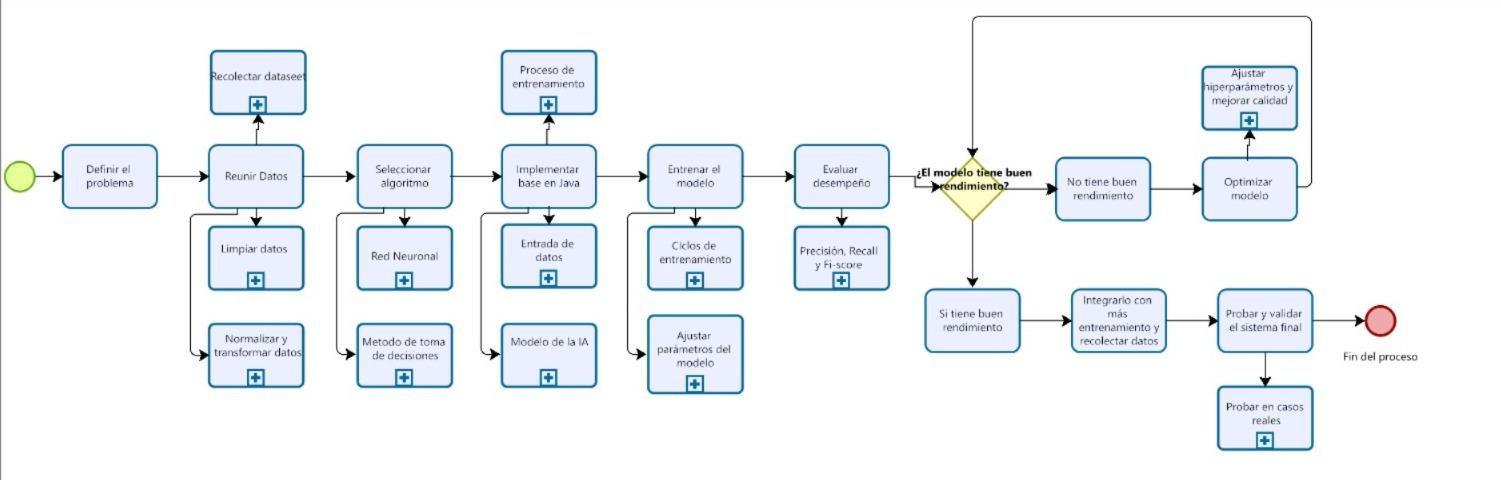 Recolectar dataseet
Proceso de
entrenamiento
Ajustar
hiperparámetros y
mejorar calidad
Definir el
problema
Reunir Datos
Seleccionar
algoritmo
Implementar
base en Java
Entrenar el
modelo
Evaluar
desempeño
¿El modelo tiene buen
rendimiento?
No tiene buen
rendimiento
Optimizar
modelo
Limpiar datos
Red Neuronal
Entrada de
datos
Ciclos de
entrenamiento
Precisión, Recall
y Fi-score
Si tiene buen
rendimiento
Integrarlo con
más
entrenamiento y
recolectar datos
Probar y validar
el sistema final
Fin del proceso
Normalizar y
transformar datos
Metodo de toma
de decisiones
Modelo de la IA
Ajustar
parámetros del
modelo
Probar en casos
reales